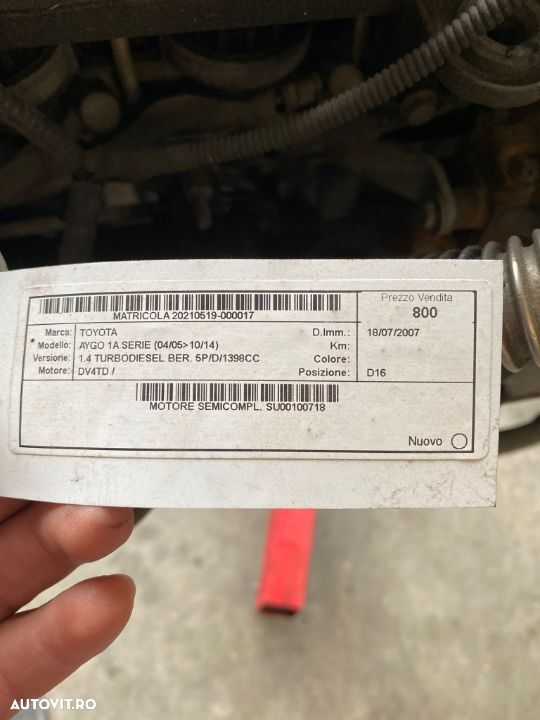 MATRICOLA 20210519-000017
Prezzo Vendita
800
Marca: TOYOTA D.Imm.: 18/07/2007
Modello: AYGO 1A SERIE (04/05>10/14) Km:
Versione: 1.4 TURBODIESEL BER. 5P/D/1398CC Colore:
Motore: DV4TD / Posizione: D16
MOTORE SEMICOMPL. SU00100718
Nuovo
AUTOVIT.RO